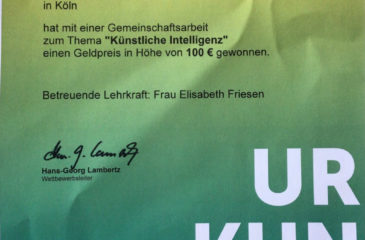 in Köln
hat mit einer Gemeinschaftsarbeit
zum Thema "Künstliche Intelligenz"
einen Geldpreis in Höhe von 100 € gewonnen.
Betreuende Lehrkraft: Frau Elisabeth Friesen
Hans-Georg Lambertz
Wettbewerbsleiter
UR
KUN